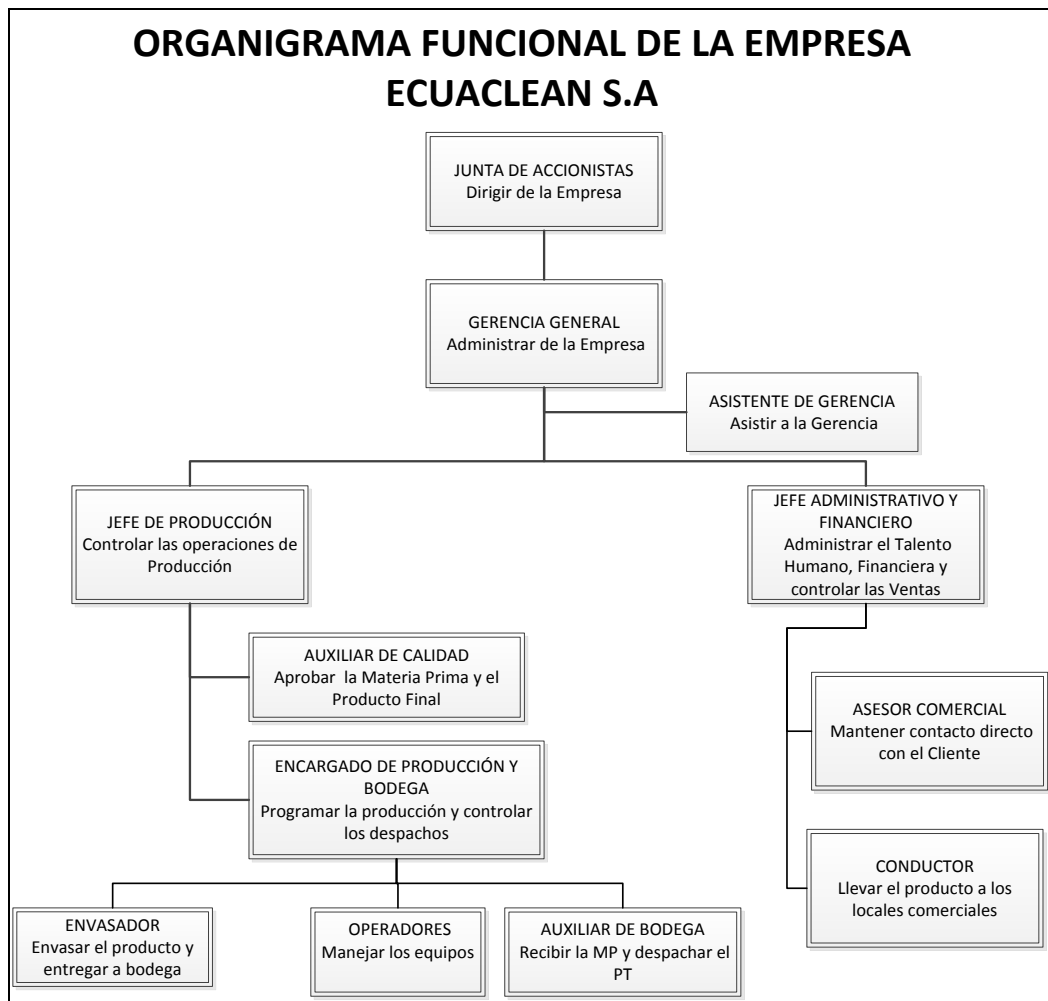 ORGANIGRAMA FUNCIONAL DE LA EMPRESA
ECUACLEAN S.A
JUNTA DE ACCIONISTAS
Dirigir de la Empresa
GERENCIA GENERAL
Administrar de la Empresa
ASISTENTE DE GERENCIA
Asistir a la Gerencia
JEFE DE PRODUCCIÓN
Controlar las operaciones de
Producción
JEFE ADMINISTRATIVO Y
FINANCIERO
Administrar el Talento
Humano, Financiera y
controlar las Ventas
AUXILIAR DE CALIDAD
Aprobar la Materia Prima y el
Producto Final
ASESOR COMERCIAL
Mantener contacto directo
con el Cliente
ENCARGADO DE PRODUCCIÓN Y
BODEGA
Programar la producción y controlar
los despachos
CONDUCTOR
Llevar el producto a los
locales comerciales
ENVASADOR
Envasar el producto y
entregar a bodega
OPERADORES
Manejar los equipos
AUXILIAR DE BODEGA
Recibir la MP y despachar el
PT